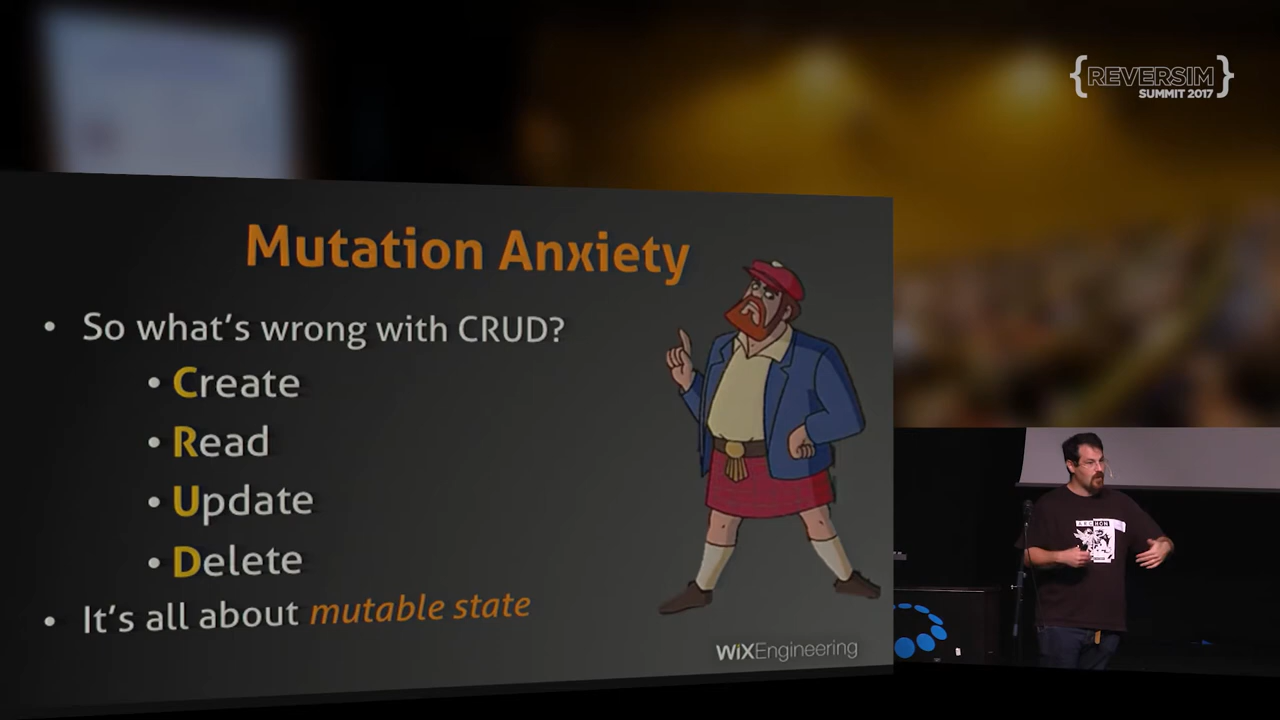 {REVERSIM}
SUMMIT 2017
Mutation Anxiety
• So what's wrong with CRUD?
• Create
• Read
• Update
• Delete
• It's all about mutable state
WiXEngineering